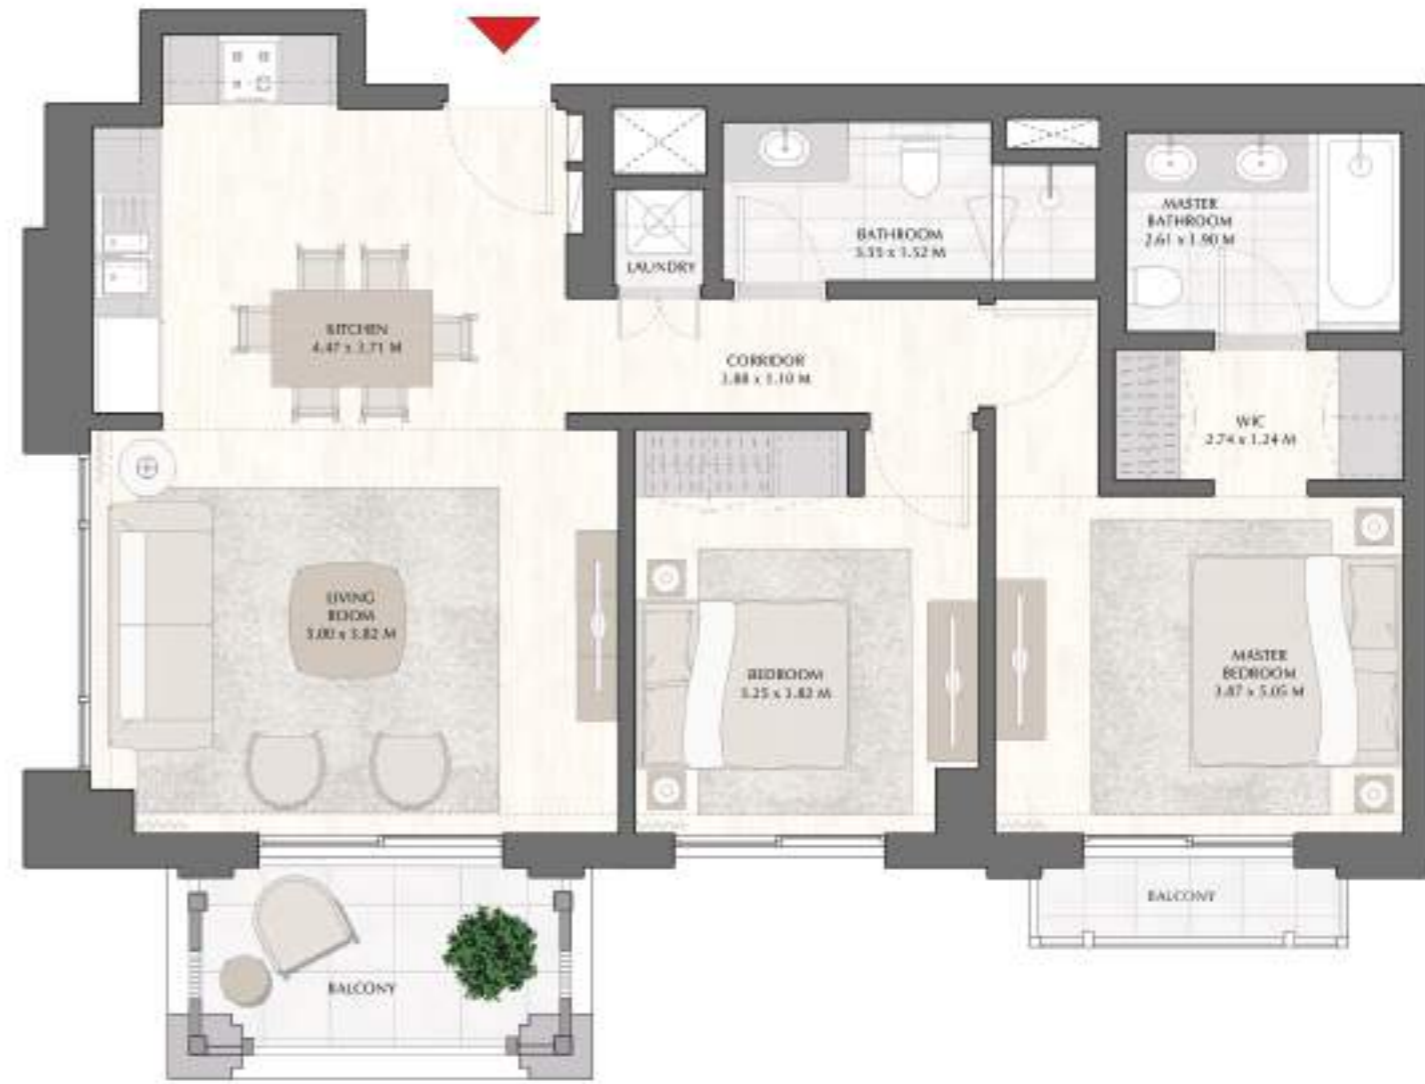 KITCHEN
4.47 x 3.71 M
LAUNDRY
BATHROOM
3.55 x 1.52 M
MASTER
BATHROOM
2.61 x 1.90 M
CORRIDOR
3.88 x 1.10 M
WIC
2.74 x 1.24 M
LIVING
ROOM
5.00 x 3.82 M
BEDROOM
3.25 x 3.82 M
MASTER
BEDROOM
3.87 x 5.05 M
BALCONY
BALCONY